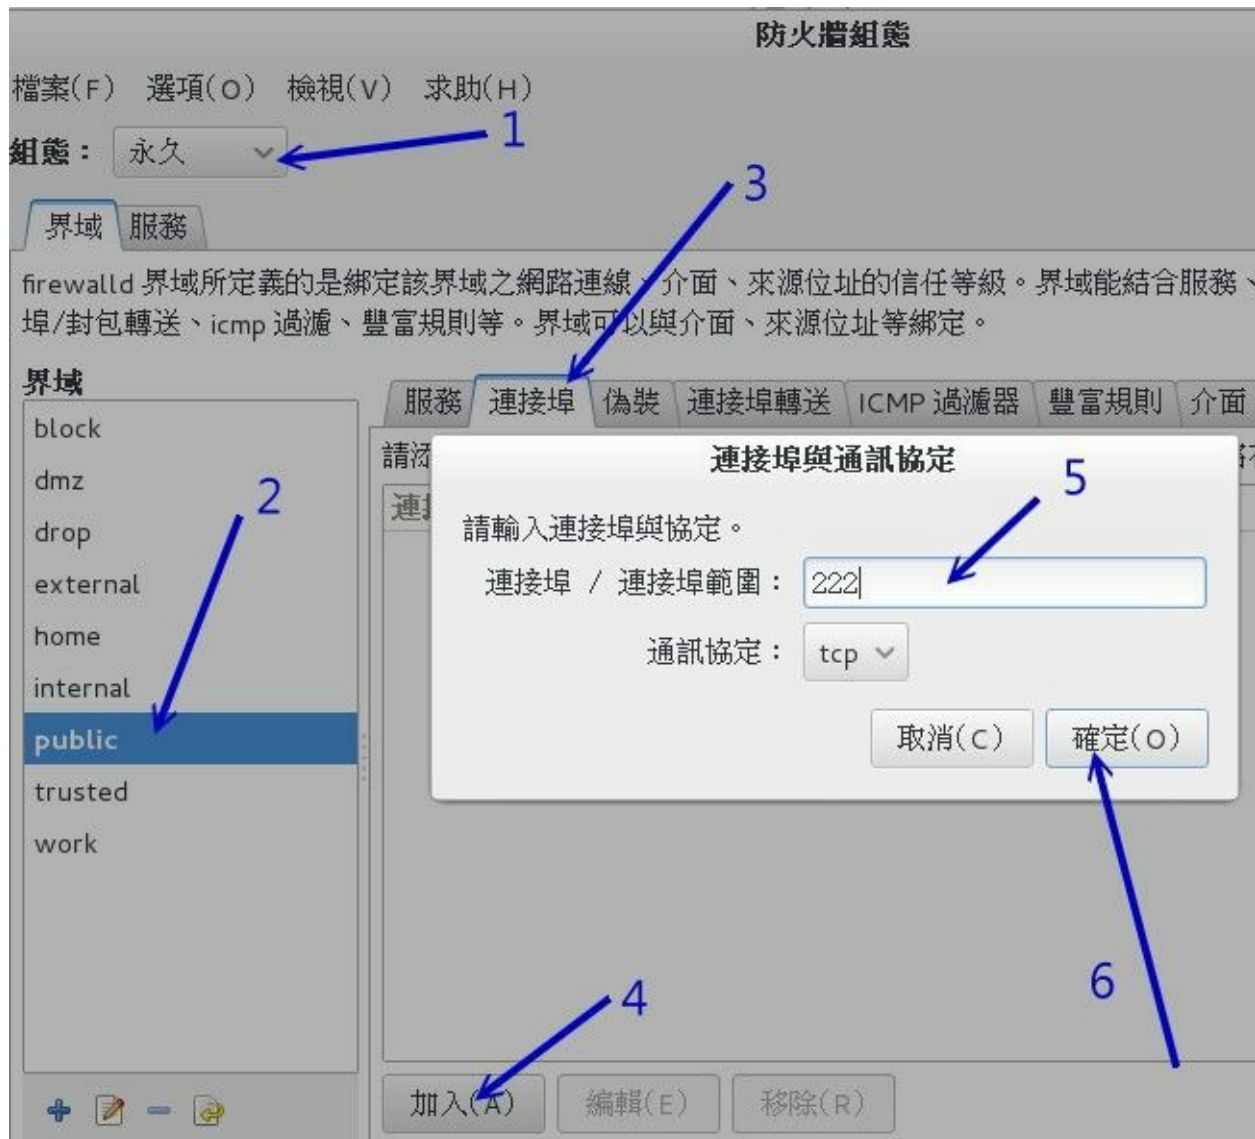 防火牆組態
檔案(F) 選項(O) 檢視(V) 求助(H)
1
組態： 永久
3
界域 服務
firewalld 界域所定義的是綁定該界域之網路連線、介面、來源位址的信任等級。界域能結合服務、
埠/封包轉送、icmp 過濾、豐富規則等。界域可以與介面、來源位址等綁定。
界域
服務 連接埠 偽裝 連接埠轉送 ICMP 過濾器 豐富規則 介面
block
dmz
drop
external
home
internal
public
trusted
work
2
請添
連接埠與通訊協定
5
請輸入連接埠與協定。
連接埠 / 連接埠範圍： 222
通訊協定： tcp
取消(C) 確定(O)
6
4
加入(A) 編輯(E) 移除(R)